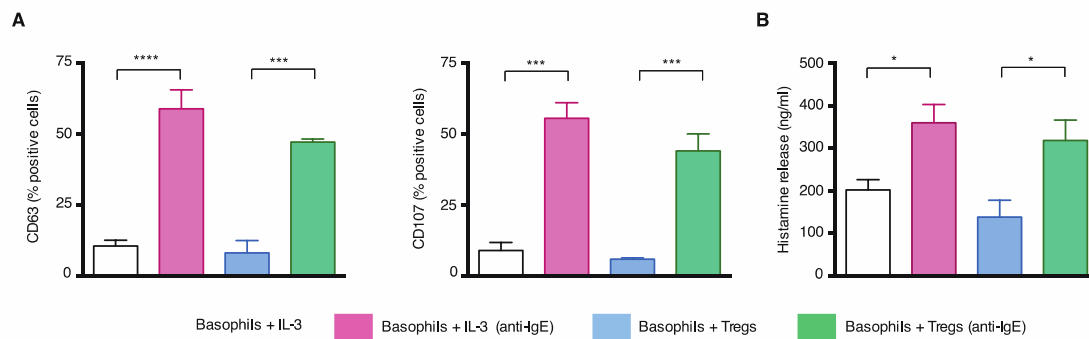 A
B
CD63 (% positive cells)
75
50
25
0
****
***
CD107 (% positive cells)
75
50
25
0
***
***
Histamine release (ng/ml)
500
400
300
200
100
0
*
*
Basophils + IL-3
Basophils + IL-3 (anti-IgE)
Basophils + Tregs
Basophils + Tregs (anti-IgE)